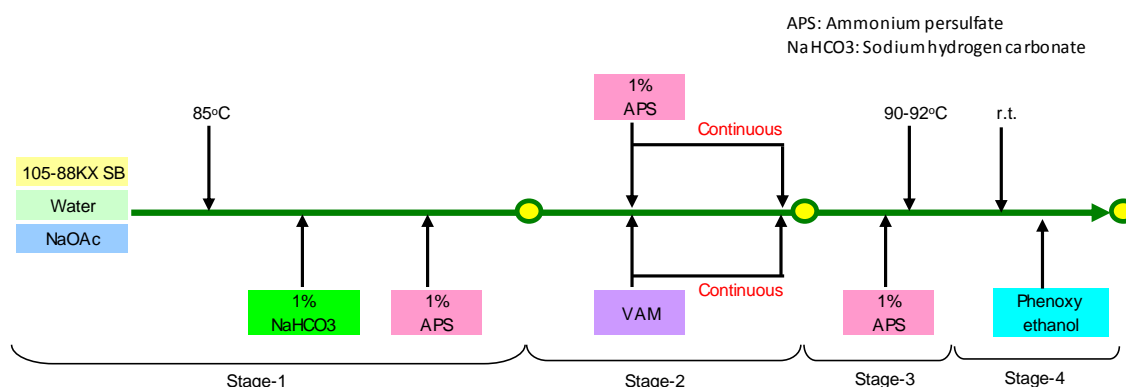 APS: Ammonium persulfate
NaHCO3: Sodium hydrogen carbonate
1%
APS
85oC
Continuous
90-92oC
r.t.
105-88KX SB
Water
NaOAc
1%
NaHCO3
1%
APS
VAM
Continuous
1%
APS
Phenoxy
ethanol
Stage-1
Stage-2
Stage-3
Stage-4